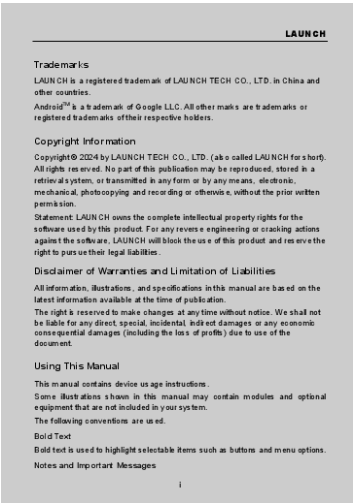 LAUNCH
Trademarks
LAUNCH is a registered trademark of LAUNCH TECH CO., LTD. in China and
other countries.
Android™ is a trademark of Google LLC. All other marks are trademarks or
registered trademarks of their respective holders.
Copyright Information
Copyright® 2024 by LAUNCH TECH CO., LTD. (also called LAUNCH for short).
All rights reserved. No part of this publication may be reproduced, stored in a
retrieval system, or transmitted in any form or by any means, electronic,
mechanical, photocopying and recording or otherwise, without the prior written
permission.
Statement: LAUNCH owns the complete intellectual property rights for the
software used by this product. For any reverse engineering or cracking actions
against the software, LAUNCH will block the use of this product and reserve the
right to pursue their legal liabilities.
Disclaimer of Warranties and Limitation of Liabilities
All information, illustrations, and specifications in this manual are based on the
latest information available at the time of publication.
The right is reserved to make changes at any time without notice. We shall not
be liable for any direct, special, incidental, indirect damages or any economic
consequential damages (including the loss of profits) due to use of the
document.
Using This Manual
This manual contains device usage instructions.
Some illustrations shown in this manual may contain modules and optional
equipment that are not included in your system.
The following conventions are used.
Bold Text
Bold text is used to highlight selectable items such as buttons and menu options.
Notes and Important Messages
i